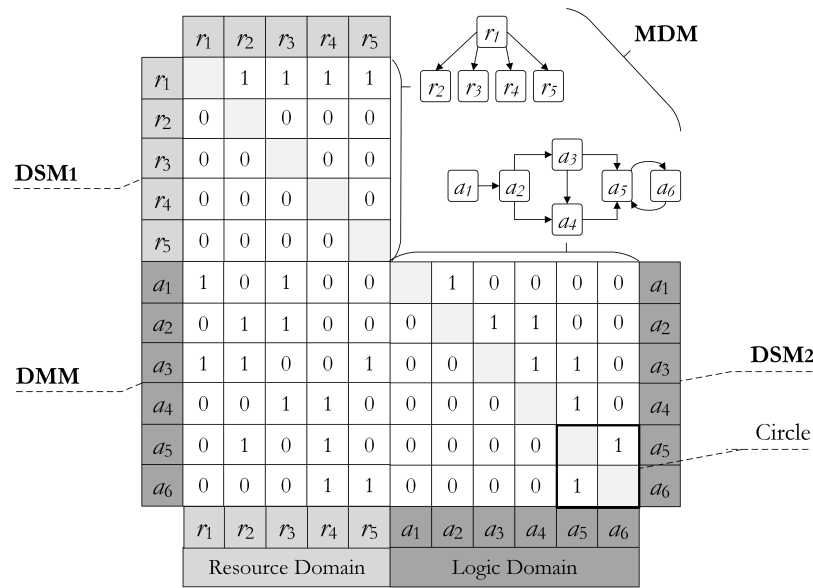 r1 r2 r3 r4 r5
r1 1 1 1 1
r2 0 0 0 0
r3 0 0 0 0
r4 0 0 0 0
r5 0 0 0 0
a1 1 0 1 0 0 1 0 0 0 0 a1
a2 0 1 1 0 0 0 1 1 0 0 a2
a3 1 1 0 0 1 0 0 1 1 0 a3
a4 0 0 1 1 0 0 0 0 1 0 a4
a5 0 1 0 1 0 0 0 0 0 1 a5
a6 0 0 0 1 1 0 0 0 0 1 a6
r1 r2 r3 r4 r5 a1 a2 a3 a4 a5 a6
Resource Domain Logic Domain
DSM1
DMM
r1
r2 r3 r4 r5
MDM
a3
a1 a2 a5 a6
a4
DSM2
Circle